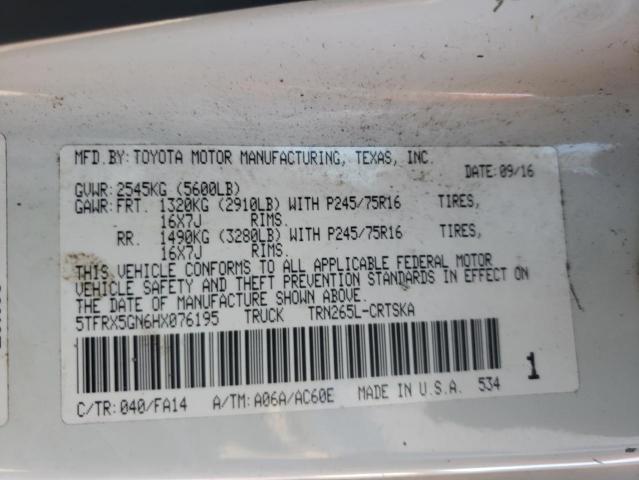 MFD.BY:TOYOTA MOTOR MANUFACTURING, TEXAS, INC.
DATE:09/16
GVWR:2545KG (5600LB)
GAWR:FRT. 1320KG (2910LB) WITH P245/75R16 TIRES,
16X7J RIMS.
RR. 1490KG (3280LB) WITH P245/75R16 TIRES,
16X7J RIMS.
THIS VEHICLE CONFORMS TO ALL APPLICABLE FEDERAL MOTOR
VEHICLE SAFETY AND THEFT PREVENTION STANDARDS IN EFFECT ON
THE DATE OF MANUFACTURE SHOWN ABOVE.
5TFRX5GN6HX076195 TRUCK TRN265L-CRTSKA
1
C/TR:040/FA14 A/TM:A06A/AC60E MADE IN U.S.A. 534